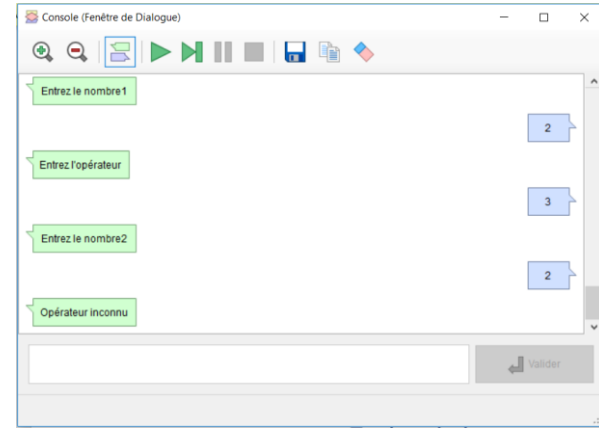 Console (Fenêtre de Dialogue)
Entrez le nombre1
2
Entrez l'opérateur
3
Entrez le nombre2
2
Opérateur inconnu
Valider